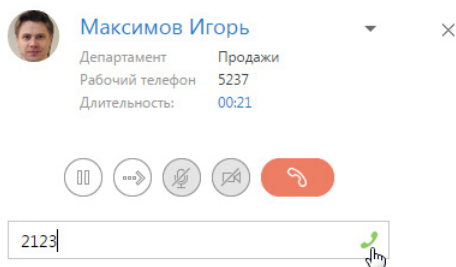 Максимов Игорь
Департамент Продажи
Рабочий телефон 5237
Длительность: 00:21
2123